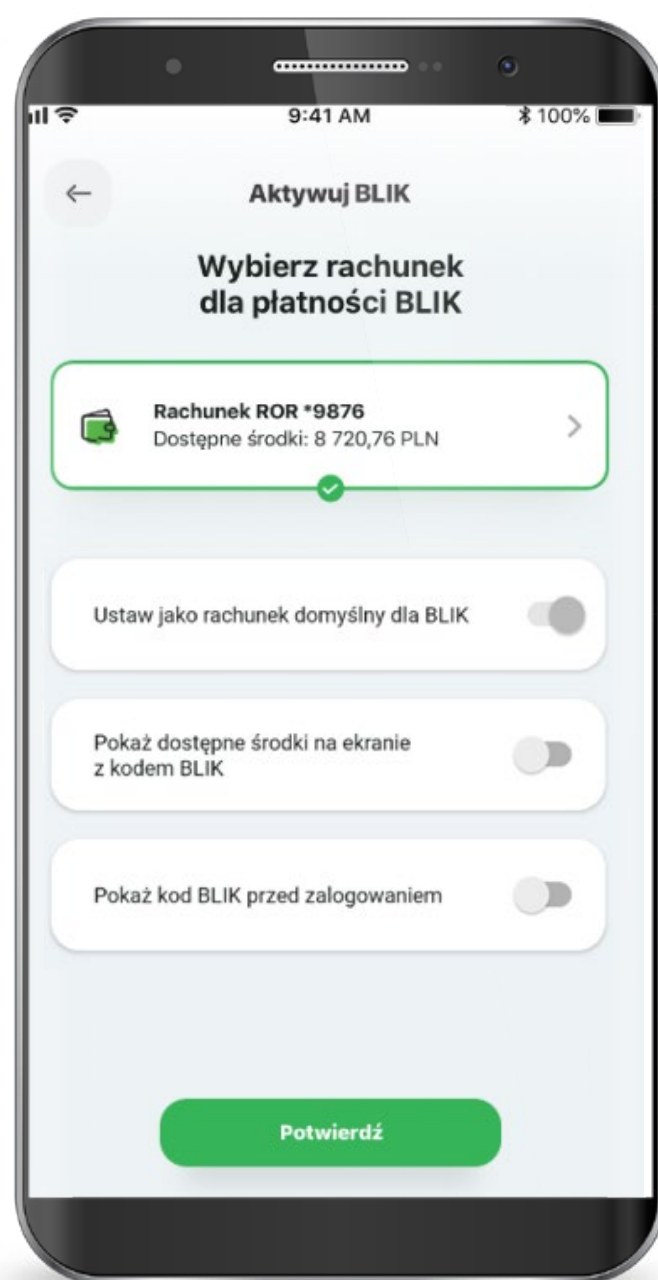 9:41 AM
100%
Aktywuj BLIK
Wybierz rachunek
dla płatności BLIK
Rachunek ROR *9876
Dostępne środki: 8 720,76 PLN
Ustaw jako rachunek domyślny dla BLIK
Pokaż dostępne środki na ekranie
z kodem BLIK
Pokaż kod BLIK przed zalogowaniem
Potwierdź